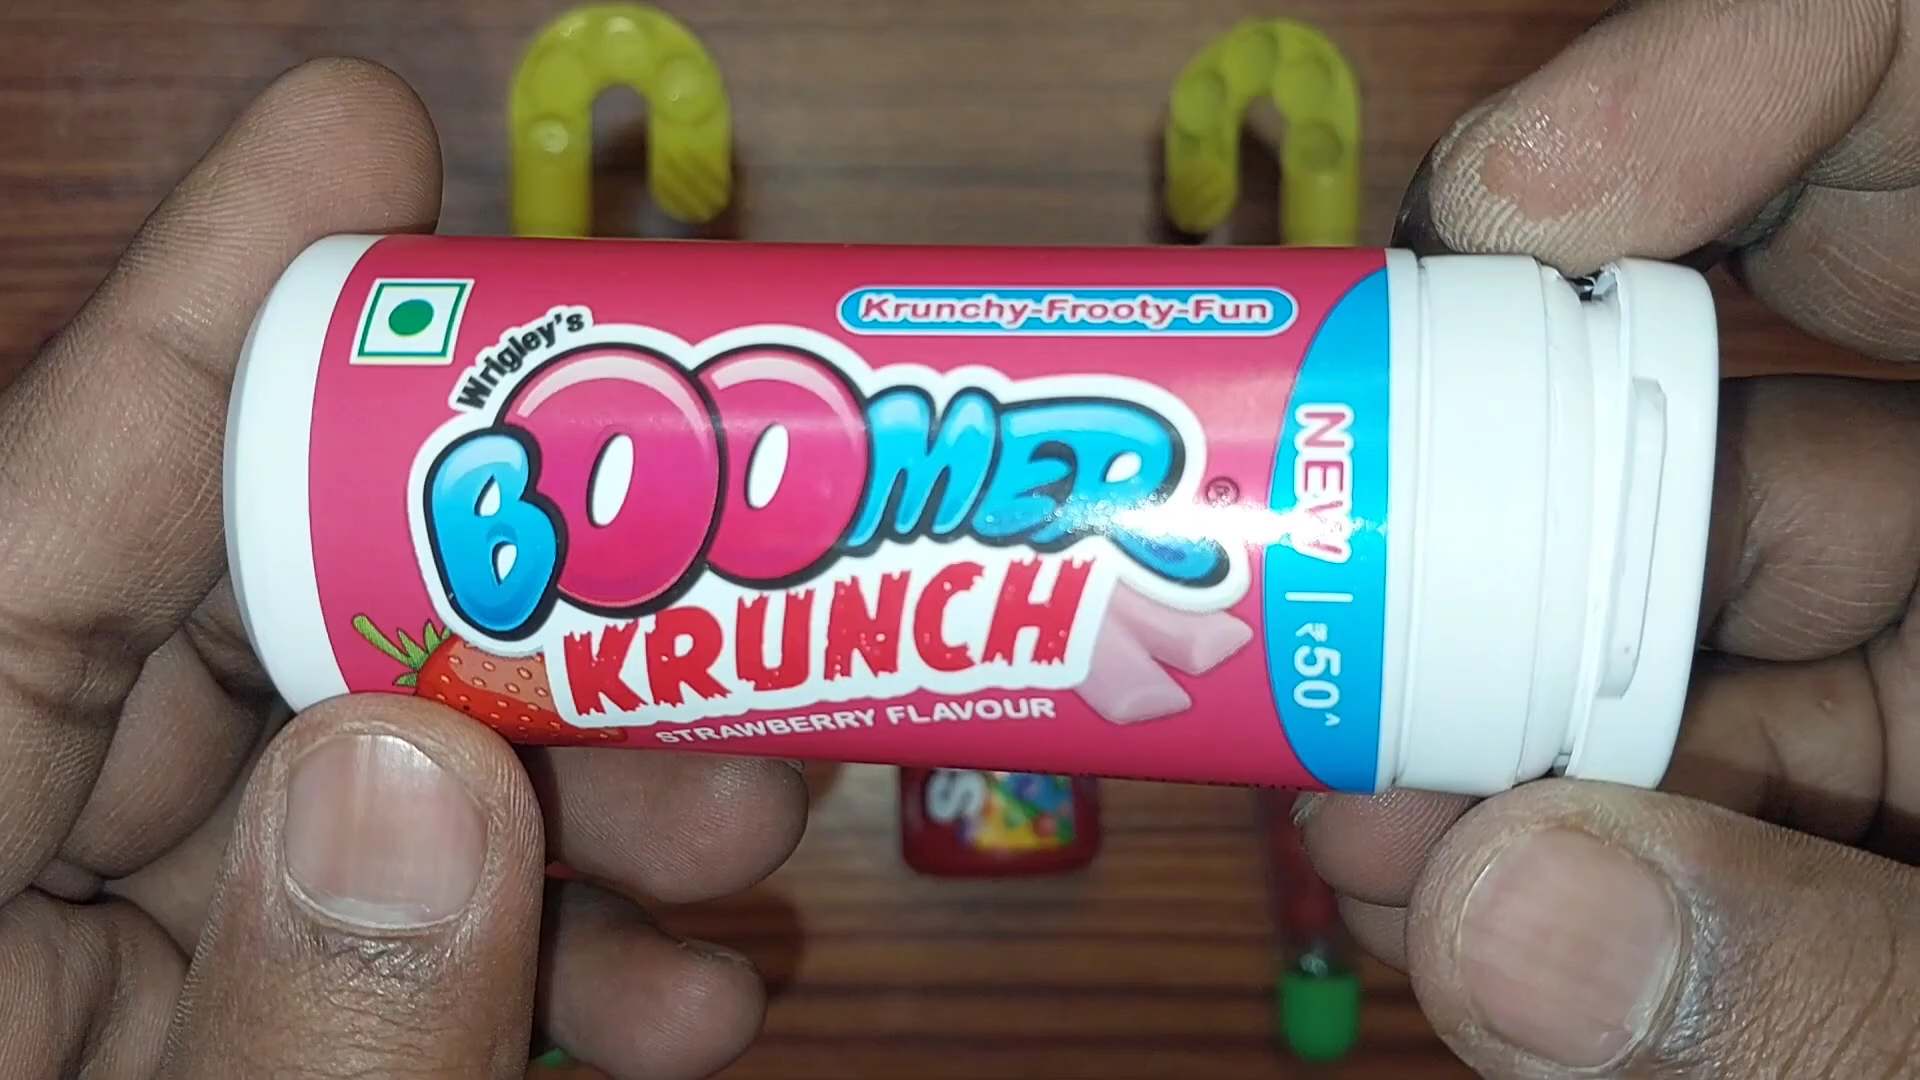 Krunchy-Frooty-Fun
Wrigley's
BOOMER®
KRUNCH
STRAWBERRY FLAVOUR
NEW | ₹50^
S